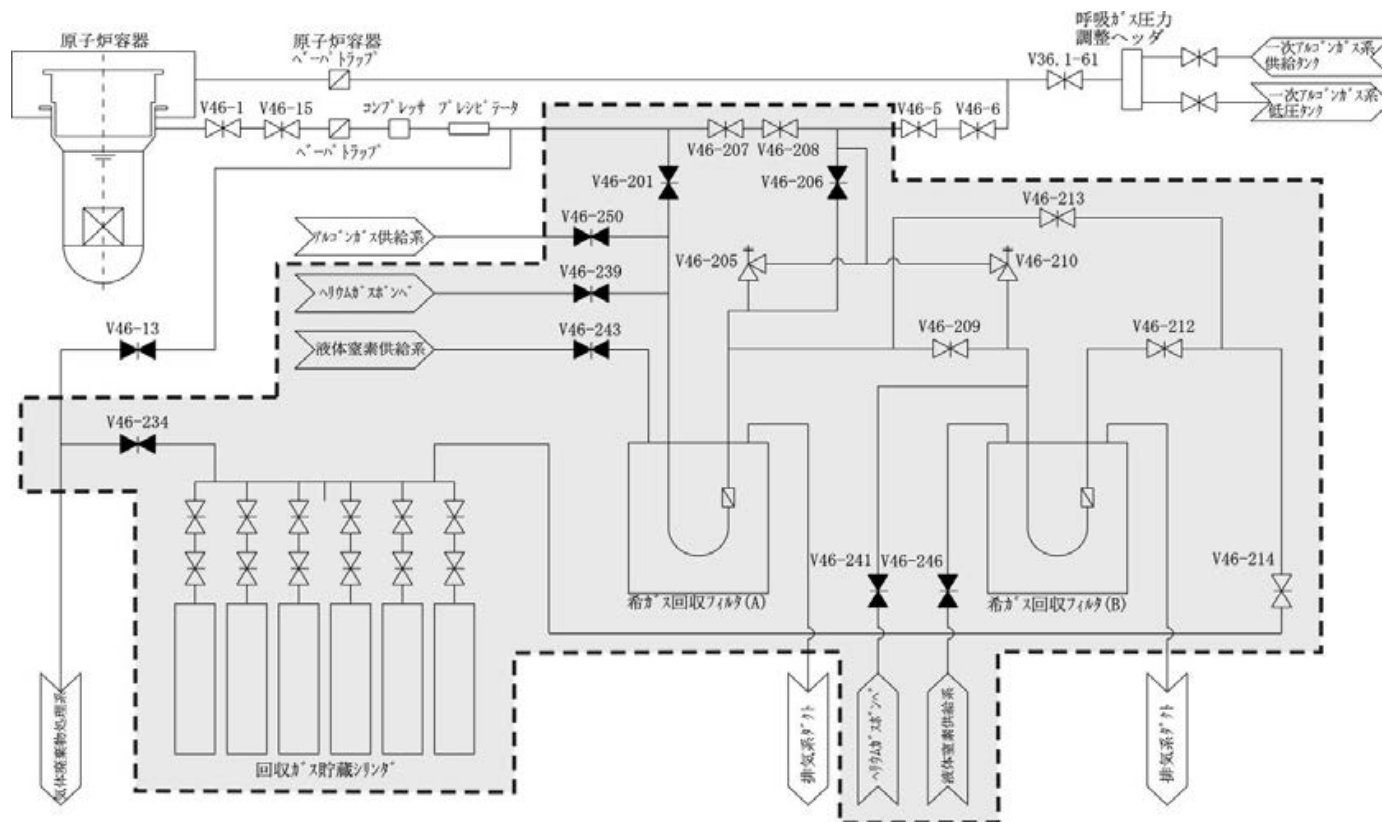 原子炉容器
原子炉容器
ベーパトラップ
呼吸ガス圧力
調整ヘッダ
V36.1-61
一次アルゴンガス系
供給タンク
一次アルゴンガス系
低圧タンク
V46-1
V46-15
コンプレッサ
プレシピテータ
ベーパトラップ
V46-5
V46-6
V46-207
V46-208
V46-201
V46-206
V46-213
V46-250
アルゴンガス供給系
V46-205
V46-210
V46-239
ヘリウムガスボンベ
V46-13
V46-243
液体窒素供給系
V46-209
V46-212
V46-234
V46-241
V46-246
V46-214
希ガス回収フィルタ(A)
希ガス回収フィルタ(B)
気体廃棄物処理系
回収ガス貯蔵シリンダ
排気系ダクト
ヘリウムガスボンベ
液体窒素供給系
排気系ダクト